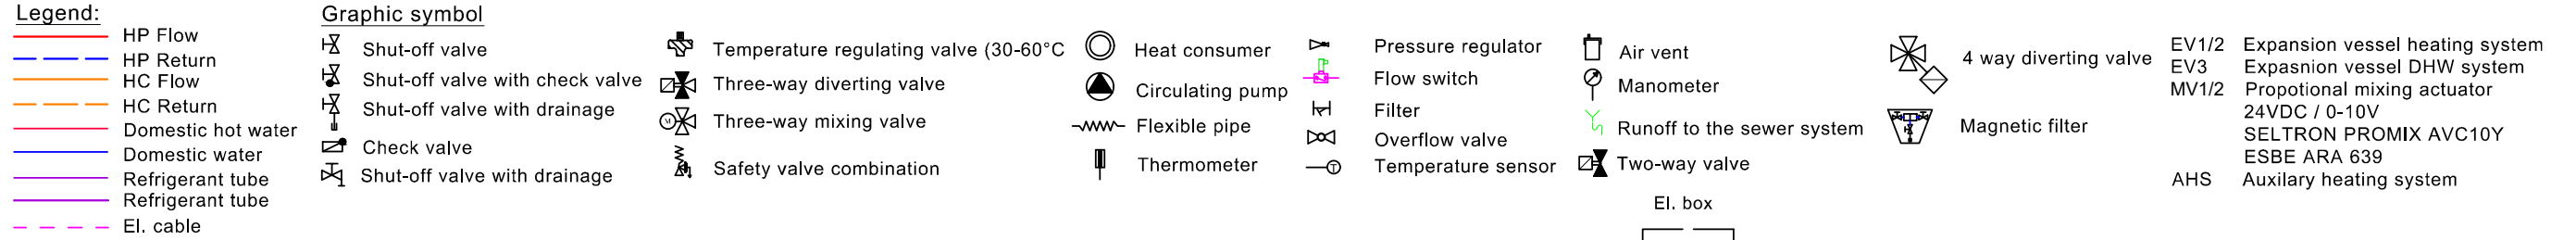 Legend:
HP Flow
HP Return
HC Flow
HC Return
Domestic hot water
Domestic water
Refrigerant tube
Refrigerant tube
El. cable
Graphic symbol
Shut-off valve
Shut-off valve with check valve
Shut-off valve with drainage
Check valve
Shut-off valve with drainage
Temperature regulating valve (30-60°C
Three-way diverting valve
M
Three-way mixing valve
Safety valve combination
Heat consumer
Circulating pump
Flexible pipe
Thermometer
Pressure regulator
Flow switch
Filter
Overflow valve
T
Temperature sensor
Air vent
Manometer
Runoff to the sewer system
Two-way valve
El. box
4 way diverting valve
Magnetic filter
EV1/2 Expansion vessel heating system
EV3 Expasnion vessel DHW system
MV1/2 Propotional mixing actuator
24VDC / 0-10V
SELTRON PROMIX AVC10Y
ESBE ARA 639
AHS Auxilary heating system